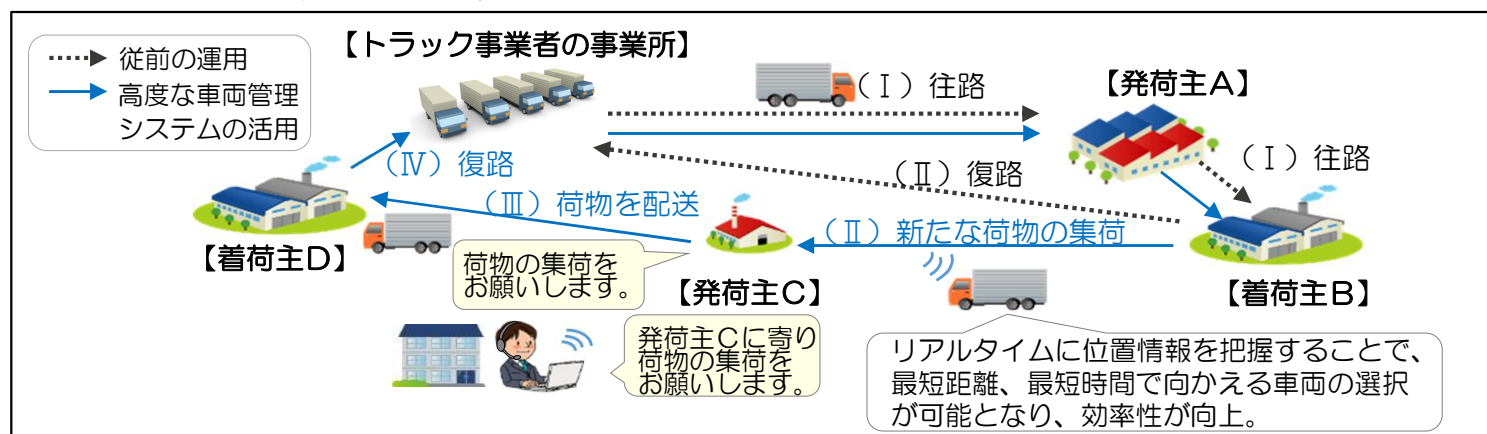 従前の運用
高度な車両管理
システムの活用
【トラック事業者の事業所】
(Ⅰ)往路
【発荷主A】
(Ⅰ)往路
(Ⅱ)復路
(Ⅳ)復路
(Ⅲ)荷物を配送
(Ⅱ)新たな荷物の集荷
【着荷主D】
荷物の集荷を
お願いします。
【発荷主C】
【着荷主B】
発荷主Cに寄り
荷物の集荷を
お願いします。
リアルタイムに位置情報を把握することで、
最短距離、最短時間で向かえる車両の選択
が可能となり、効率性が向上。